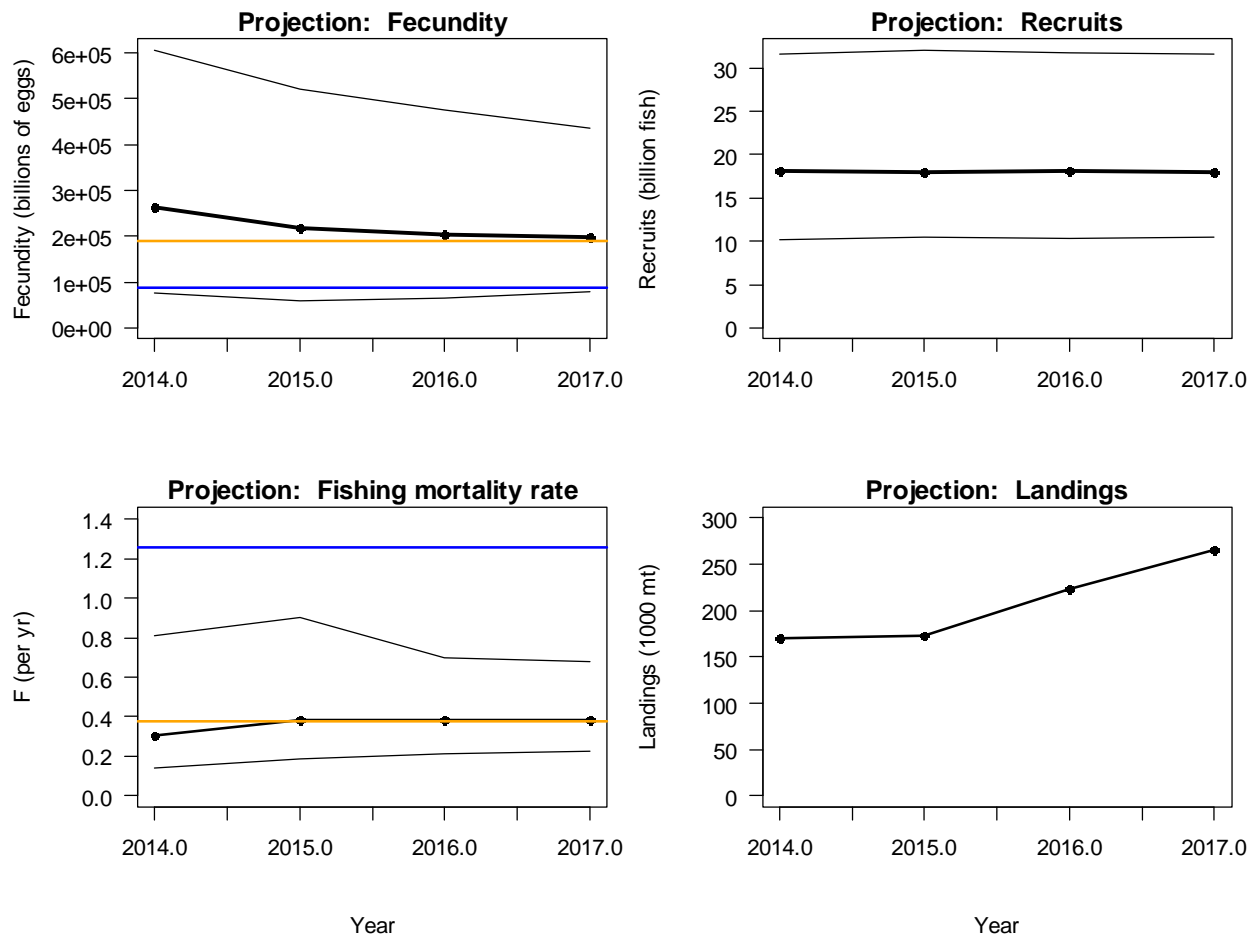 Projection: Fecundity
Fecundity (billions of eggs)
6e+05
5e+05
4e+05
3e+05
2e+05
1e+05
0e+00
2014.0 2015.0 2016.0 2017.0
Projection: Recruits
Recruits (billion fish)
30
25
20
15
10
5
0
2014.0 2015.0 2016.0 2017.0
Projection: Fishing mortality rate
F (per yr)
1.4
1.2
1.0
0.8
0.6
0.4
0.2
0.0
2014.0 2015.0 2016.0 2017.0
Year
Projection: Landings
Landings (1000 mt)
300
250
200
150
100
50
0
2014.0 2015.0 2016.0 2017.0
Year